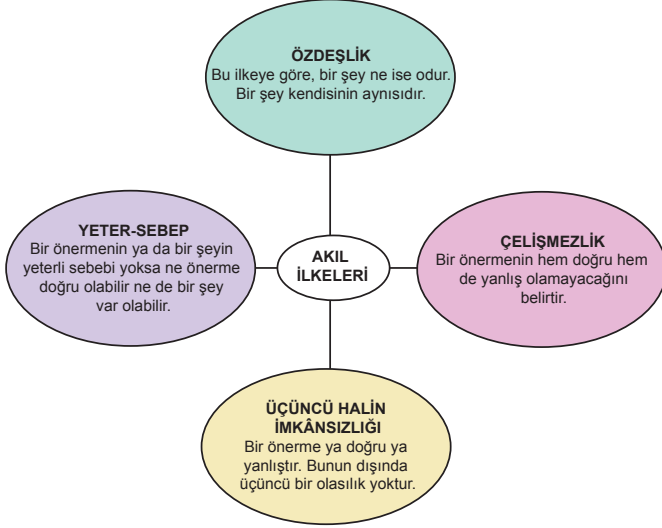 ÖZDEŞLİK
Bu ilkeye göre, bir şey ne ise odur.
Bir şey kendisinin aynısıdır.
YETER-SEBEP
Bir önermenin ya da bir şeyin
yeterli sebebi yoksa ne önerme
doğru olabilir ne de bir şey
var olabilir.
AKIL
İLKELERİ
ÇELİŞMEZLİK
Bir önermenin hem doğru hem
de yanlış olamayacağını
belirtir.
ÜÇÜNCÜ HALİN
İMKÂNSIZLIĞI
Bir önerme ya doğru ya
yanlıştır. Bunun dışında
üçüncü bir olasılık yoktur.